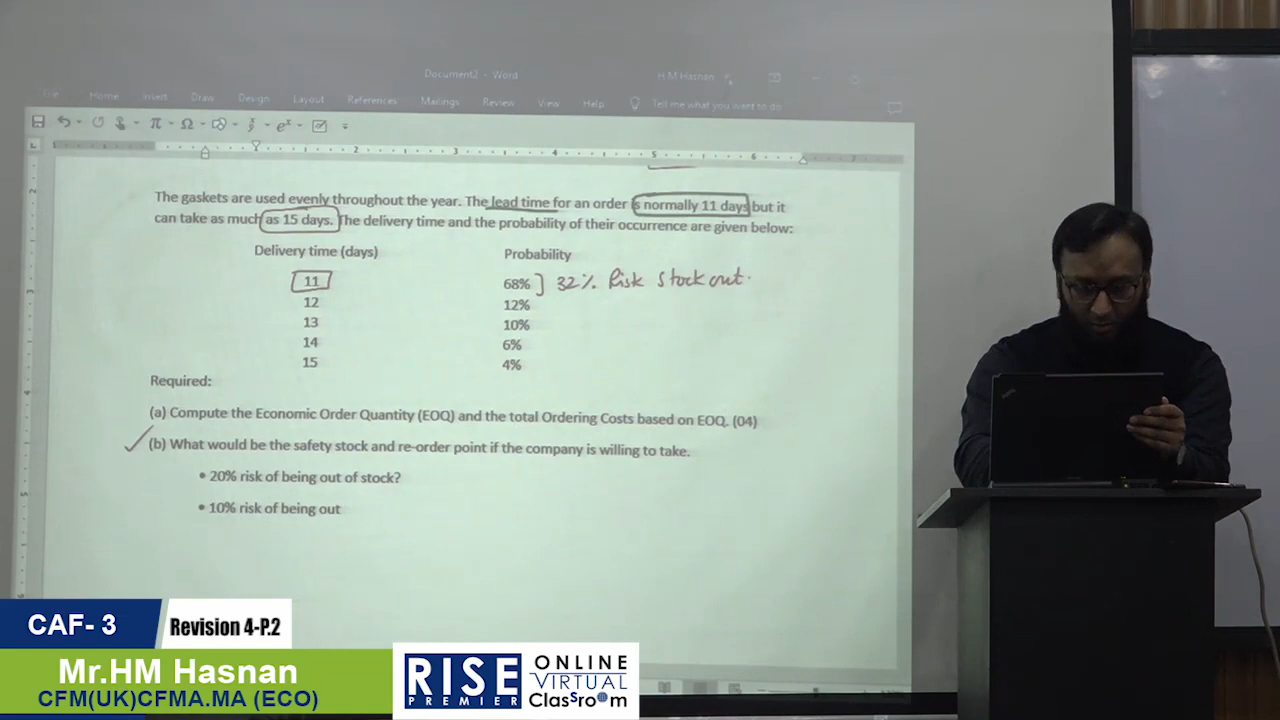 Document2 - Word
H M Hasnan
File Home Insert Draw Design Layout References Mailings Review View Help Tell me what you want to do
The gaskets are used evenly throughout the year. The lead time for an order is normally 11 days but it
can take as much as 15 days. The delivery time and the probability of their occurrence are given below:
Delivery time (days) Probability
11 68% 32% Risk Stock out.
12 12%
13 10%
14 6%
15 4%
Required:
(a) Compute the Economic Order Quantity (EOQ) and the total Ordering Costs based on EOQ. (04)
(b) What would be the safety stock and re-order point if the company is willing to take.
• 20% risk of being out of stock?
• 10% risk of being out
CAF- 3
Revision 4-P.2
Mr.HM Hasnan
CFM(UK)CFMA.MA (ECO)
RISE
PREMIER
ONLINE
VIRTUAL
ClassroOm